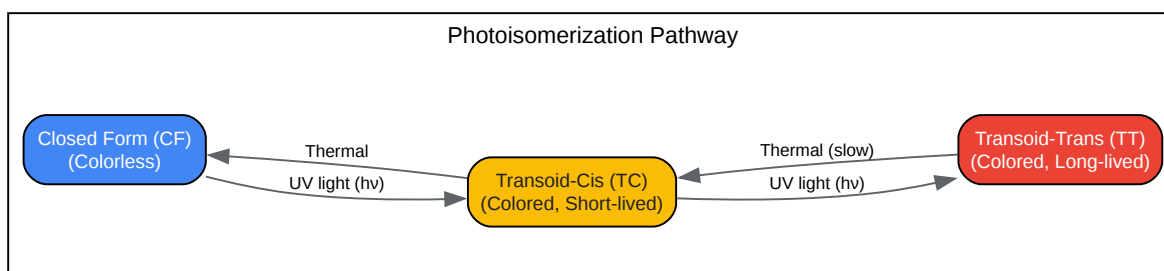 Photoisomerization Pathway
Closed Form (CF)
(Colorless)
Thermal
UV light (hν)
Transoid-Cis (TC)
(Colored, Short-lived)
Thermal (slow)
UV light (hν)
Transoid-Trans (TT)
(Colored, Long-lived)